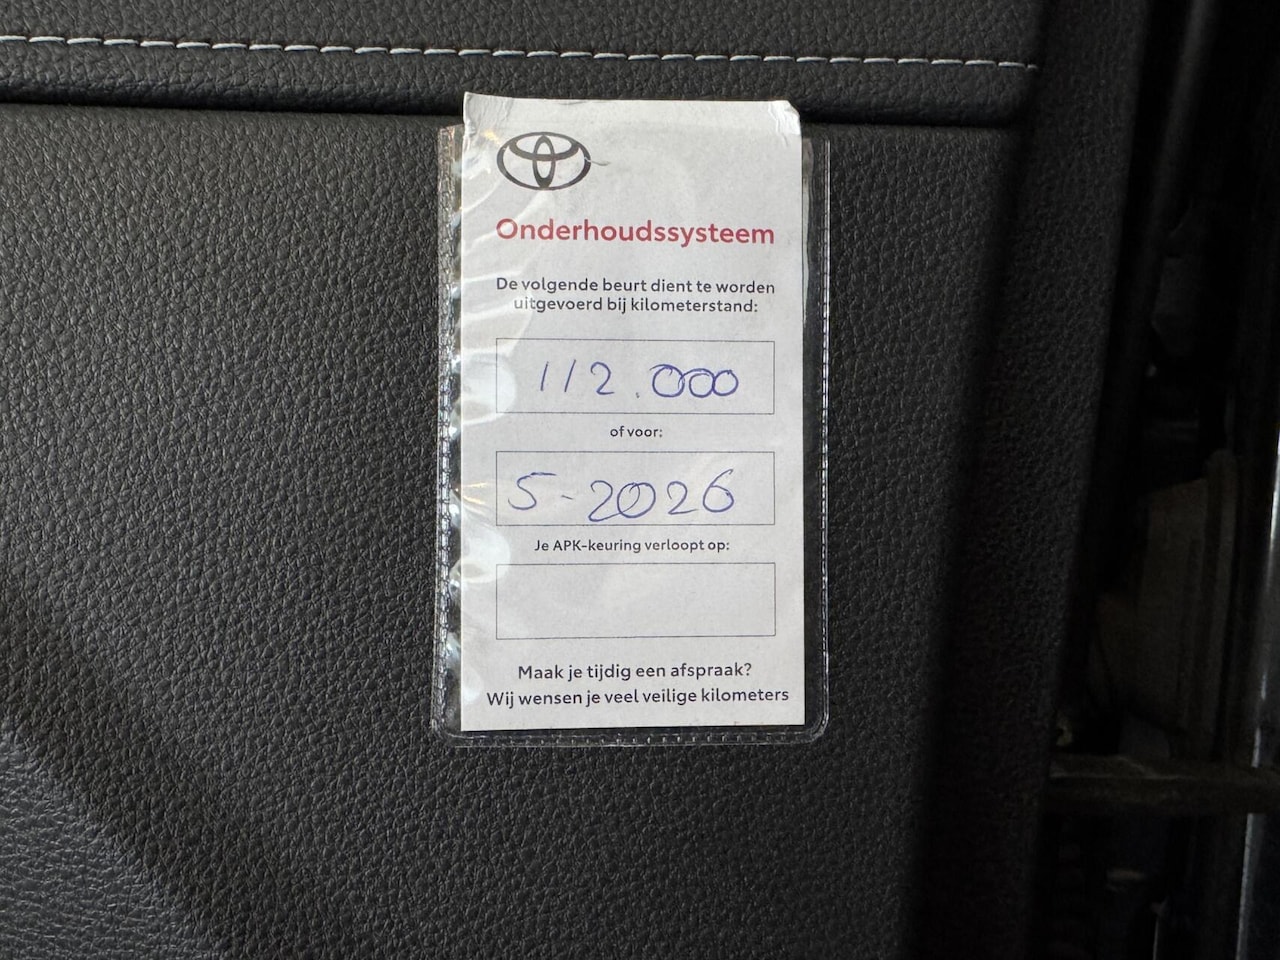 Onderhoudssysteem
De volgende beurt dient te worden
uitgevoerd bij kilometerstand:
112.000
of voor:
5-2026
Je APK-keuring verloopt op:
Maak je tijdig een afspraak?
Wij wensen je veel veilige kilometers